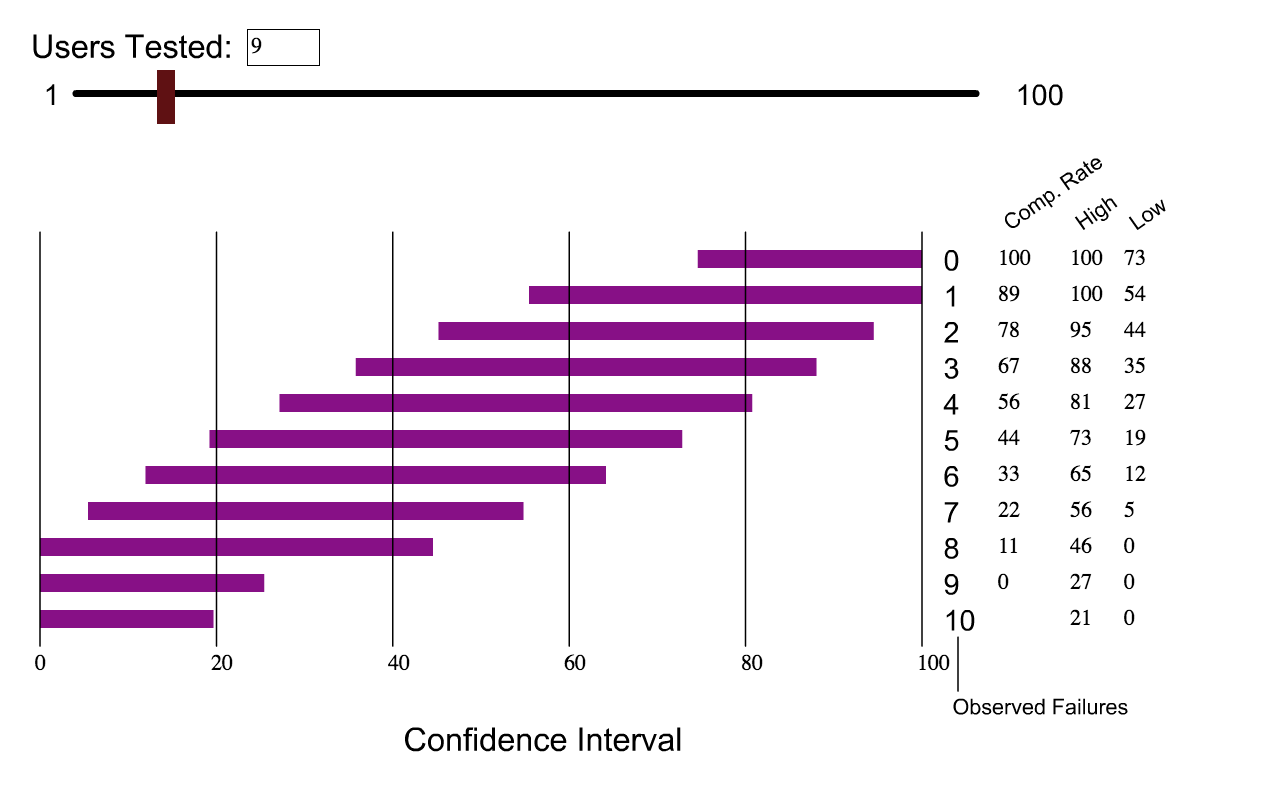 Users Tested: 9
1 100
Comp. Rate High Low
0 100 100 73
1 89 100 54
2 78 95 44
3 67 88 35
4 56 81 27
5 44 73 19
6 33 65 12
7 22 56 5
8 11 46 0
9 0 27 0
10 21 0
0 20 40 60 80 100
Observed Failures
Confidence Interval